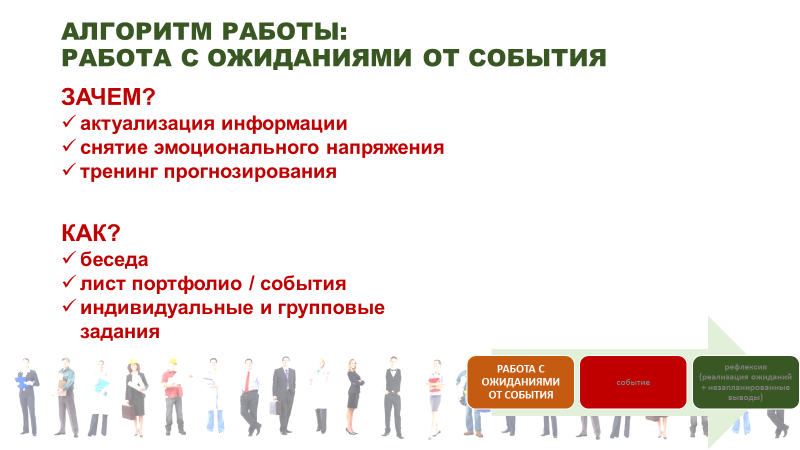 АЛГОРИТМ РАБОТЫ:
РАБОТА С ОЖИДАНИЯМИ ОТ СОБЫТИЯ
ЗАЧЕМ?
✓ актуализация информации
✓ снятие эмоционального напряжения
✓ тренинг прогнозирования
КАК?
✓ беседа
✓ лист портфолио / события
✓ индивидуальные и групповые
задания
РАБОТА С
ОЖИДАНИЯМИ
ОТ СОБЫТИЯ
событие
рефлексия
(реализация ожиданий
+ незапланированные
выводы)